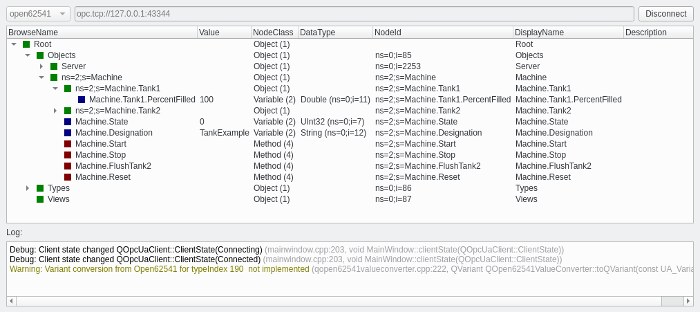 open62541 opc.tcp://127.0.0.1:43344 Disconnect
BrowseName Value NodeClass DataType NodeId DisplayName Description
Root Object (1) Root
Objects Object (1) ns=0;i=85 Objects
Server Object (1) ns=0;i=2253 Server
ns=2;s=Machine Object (1) ns=2;s=Machine Machine
ns=2;s=Machine.Tank1 Object (1) ns=2;s=Machine.Tank1 Machine.Tank1
Machine.Tank1.PercentFilled 100 Variable (2) Double (ns=0;i=11) ns=2;s=Machine.Tank1.PercentFilled Machine.Tank1.PercentFilled
ns=2;s=Machine.Tank2 Object (1) ns=2;s=Machine.Tank2 Machine.Tank2
Machine.State 0 Variable (2) UInt32 (ns=0;i=7) ns=2;s=Machine.State Machine.State
Machine.Designation TankExample Variable (2) String (ns=0;i=12) ns=2;s=Machine.Designation Machine.Designation
Machine.Start Method (4) ns=2;s=Machine.Start Machine.Start
Machine.Stop Method (4) ns=2;s=Machine.Stop Machine.Stop
Machine.FlushTank2 Method (4) ns=2;s=Machine.FlushTank2 Machine.FlushTank2
Machine.Reset Method (4) ns=2;s=Machine.Reset Machine.Reset
Types Object (1) ns=0;i=86 Types
Views Object (1) ns=0;i=87 Views
Log:
Debug: Client state changed QOpcUaClient::ClientState(Connecting) (mainwindow.cpp:203, void MainWindow::clientState(QOpcUaClient::ClientState))
Debug: Client state changed QOpcUaClient::ClientState(Connected) (mainwindow.cpp:203, void MainWindow::clientState(QOpcUaClient::ClientState))
Warning: Variant conversion from Open62541 for typeIndex 190 not implemented (qopen62541valueconverter.cpp:222, QVariant QOpen62541ValueConverter::toQVariant(const UA_Varia